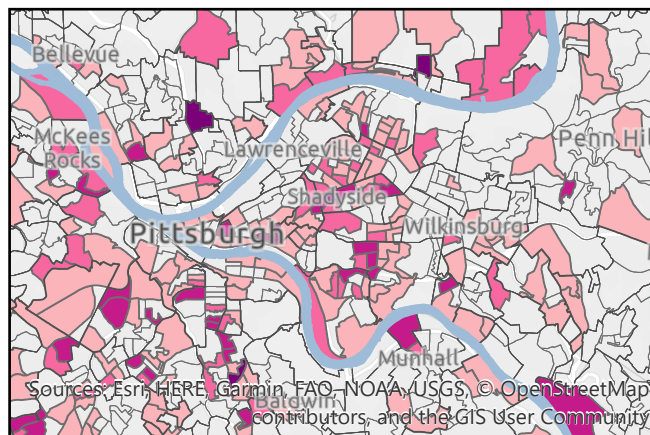 Bellevue
McKees
Rocks
Lawrenceville
Penn Hil
Shadyside
Pittsburgh
Wilkinsburg
Munhall
Baldwin
Sources: Esri, HERE, Garmin, FAO, NOAA, USGS, © OpenStreetMap
contributors, and the GIS User Community